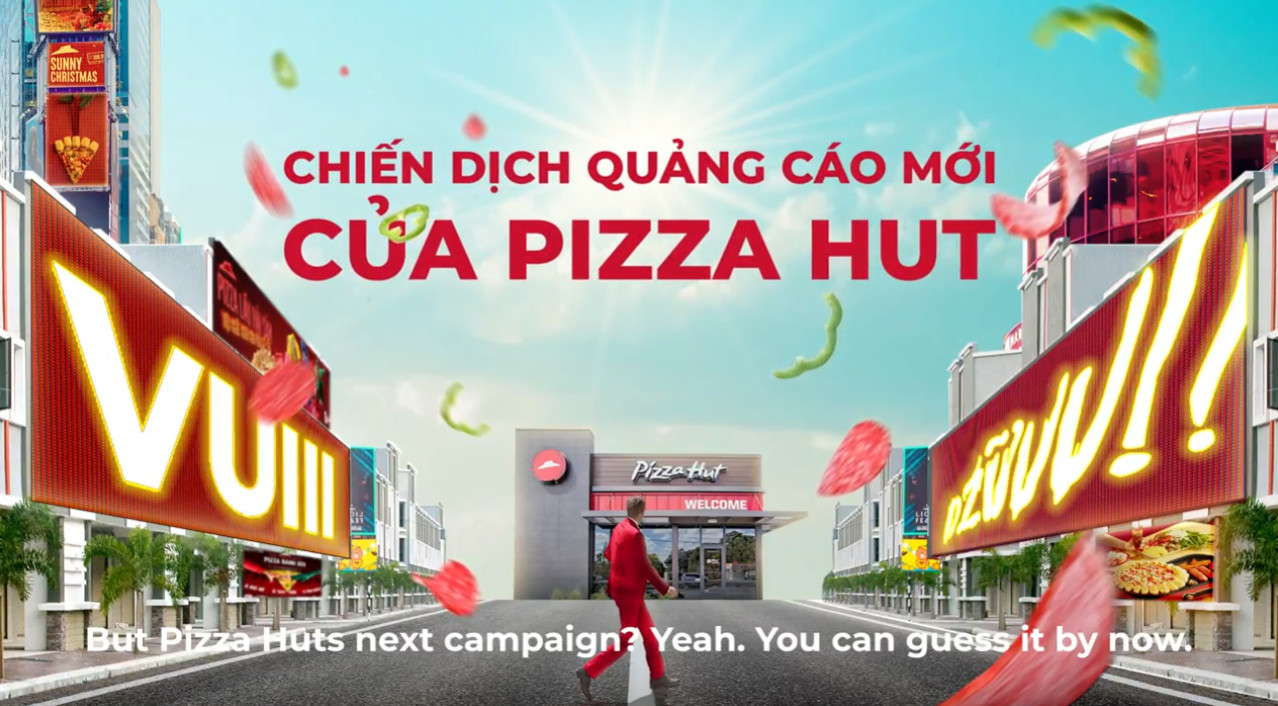 SUNNY
CHRISTMAS
CHIẾN DỊCH QUẢNG CÁO MỚI
CỦA PIZZA HUT
VUIII
DZŨUUU!!!
Pizza Hut
WELCOME
But Pizza Huts next campaign? Yeah. You can guess it by now.